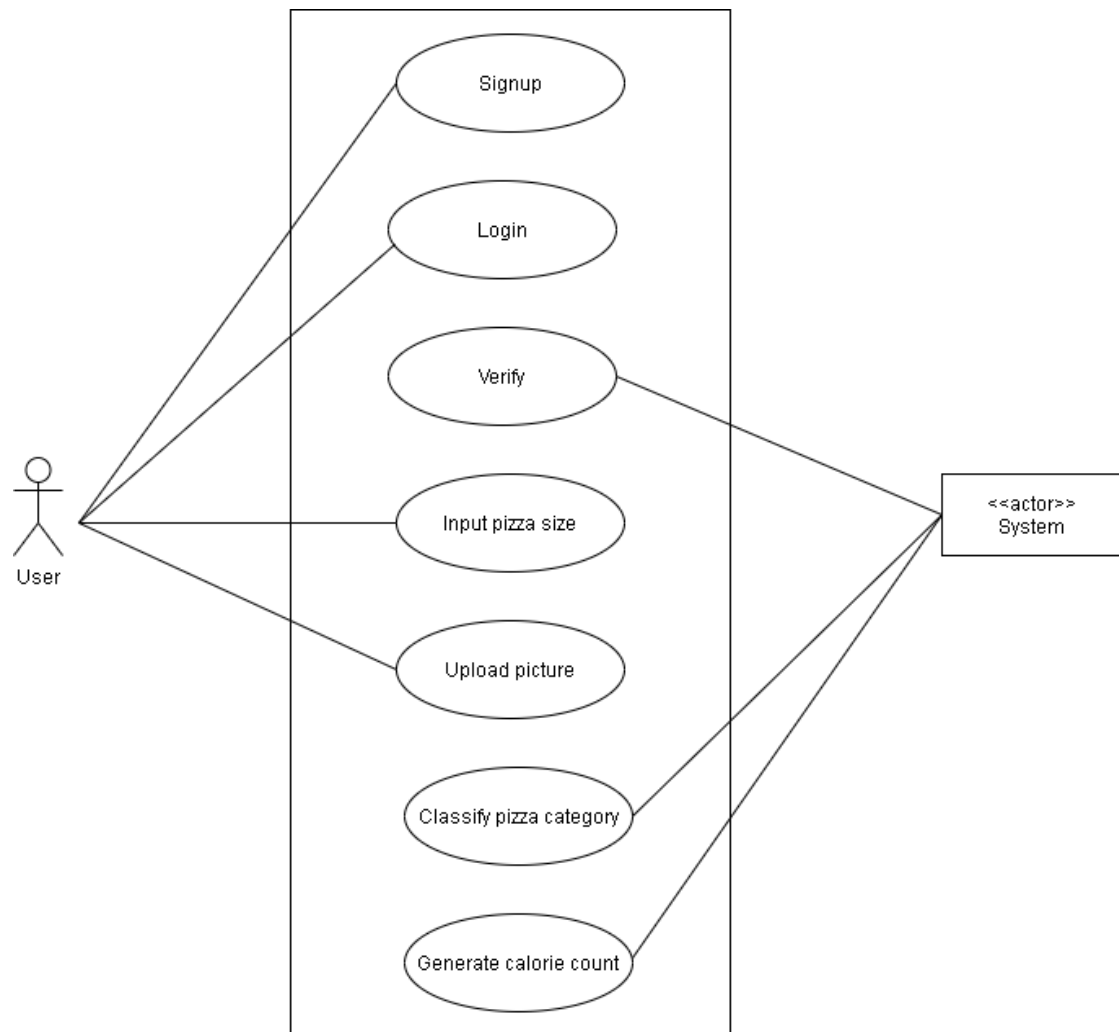 Signup
Login
Verify
Input pizza size
<<actor>>
System
User
Upload picture
Classify pizza category
Generate calorie count